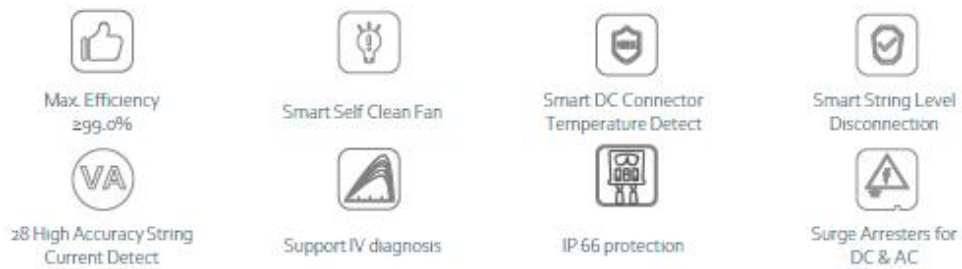 Max. Efficiency
≥99.0%
Smart Self Clean Fan
Smart DC Connector
Temperature Detect
Smart String Level
Disconnection
VA
28 High Accuracy String
Current Detect
Support IV diagnosis
IP 66 protection
Surge Arresters for
DC & AC